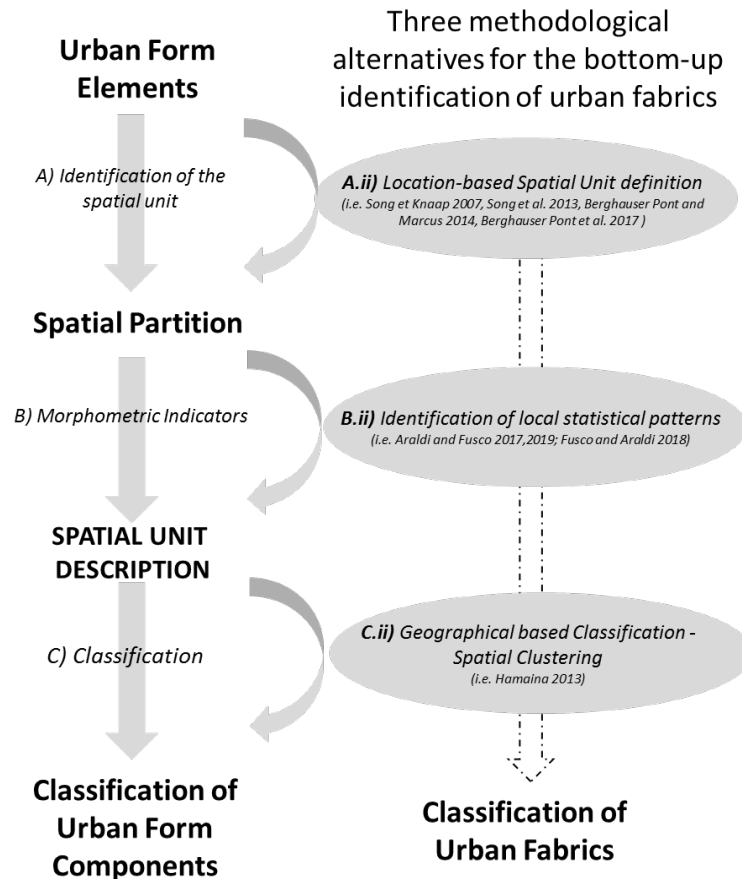 Urban Form
Elements
Three methodological
alternatives for the bottom-up
identification of urban fabrics
A) Identification of the
spatial unit
A.ii) Location-based Spatial Unit definition
(i.e. Song et Knaap 2007, Song et al. 2013, Berghauser Pont and
Marcus 2014, Berghauser Pont et al. 2017 )
Spatial Partition
B) Morphometric Indicators
B.ii) Identification of local statistical patterns
(i.e. Araldi and Fusco 2017,2019; Fusco and Araldi 2018)
SPATIAL UNIT
DESCRIPTION
C) Classification
C.ii) Geographical based Classification -
Spatial Clustering
(i.e. Hamaina 2013)
Classification of
Urban Form
Components
Classification of
Urban Fabrics